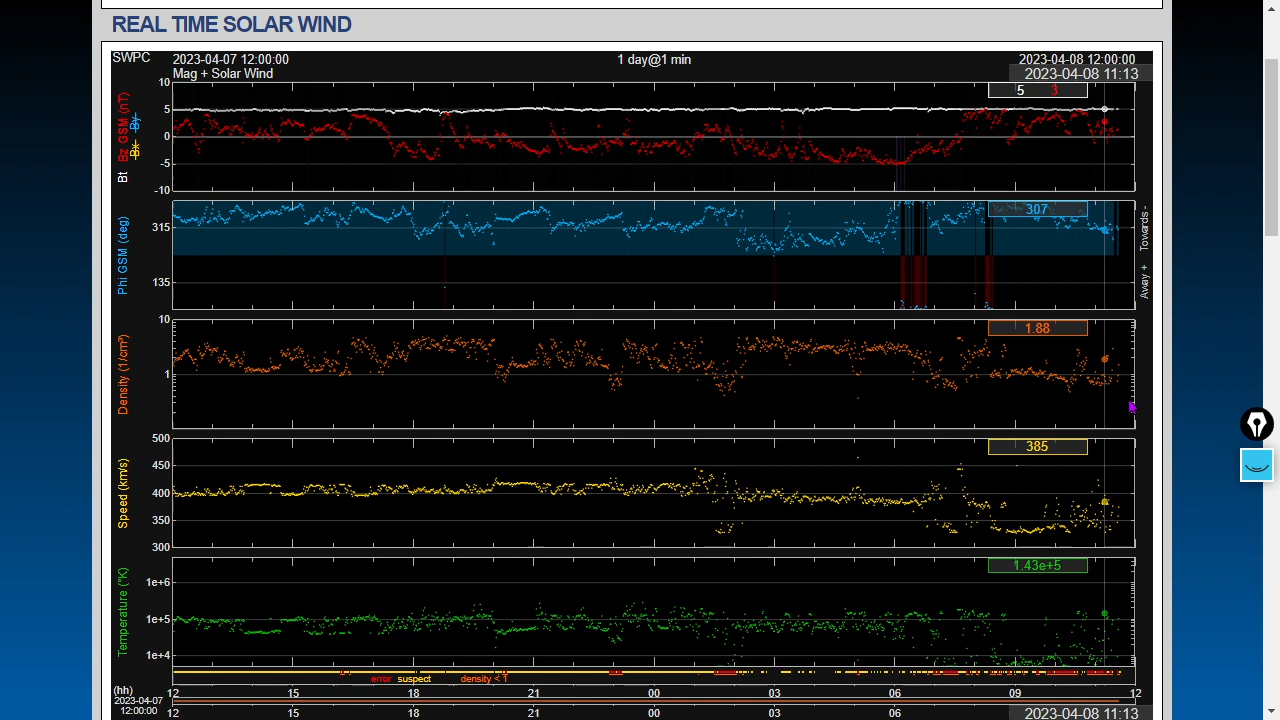 REAL TIME SOLAR WIND
SWPC 2023-04-07 12:00:00 1 day@1 min 2023-04-08 12:00:00
Mag + Solar Wind 2023-04-08 11:13
Bt Bz GSM (nT) Bx By
10
5
0
-5
-10
5 3
Phi GSM (deg)
315
135
307
Away + Towards -
Density (1/cm³)
10
1
1.88
Speed (km/s)
500
450
400
350
300
385
Temperature (°K)
1e+6
1e+5
1e+4
1.43e+5
error suspect density < 1
(hh) 12 15 18 21 00 03 06 09 12
2023-04-07
12:00:00
12 15 18 21 00 03 06 2023-04-08 11:13